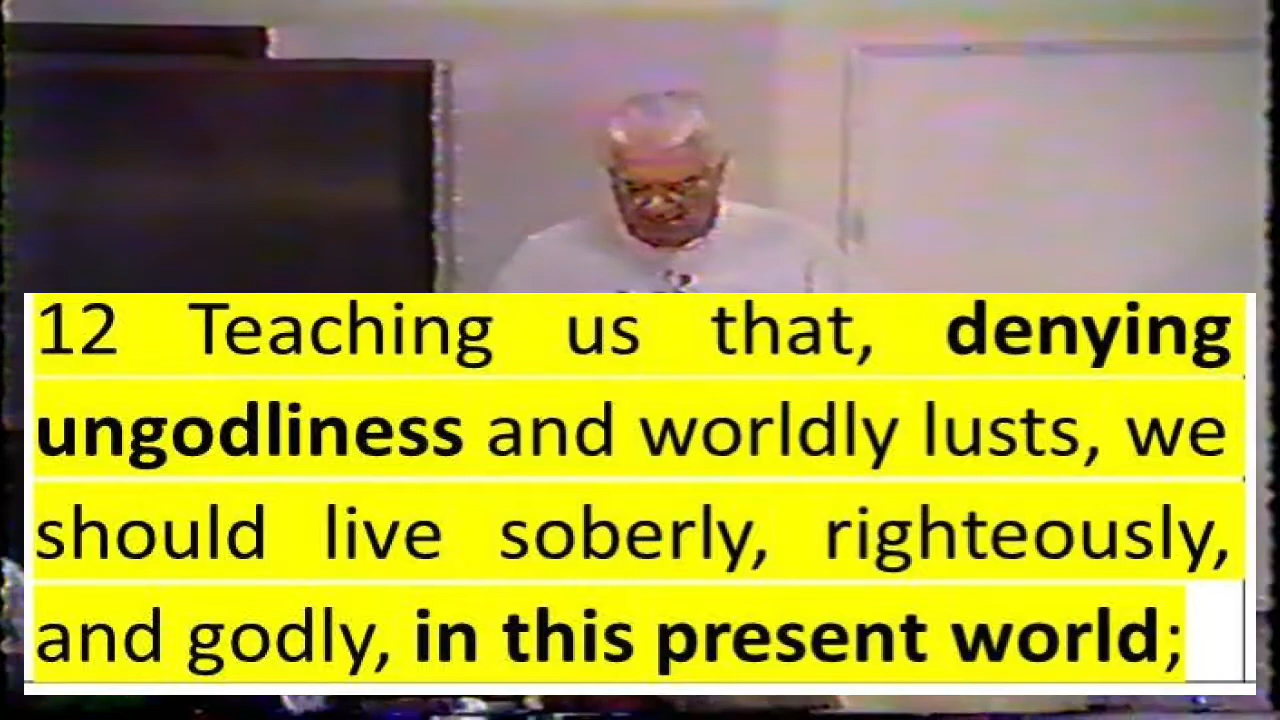 12 Teaching us that, denying
ungodliness and worldly lusts, we
should live soberly, righteously,
and godly, in this present world;